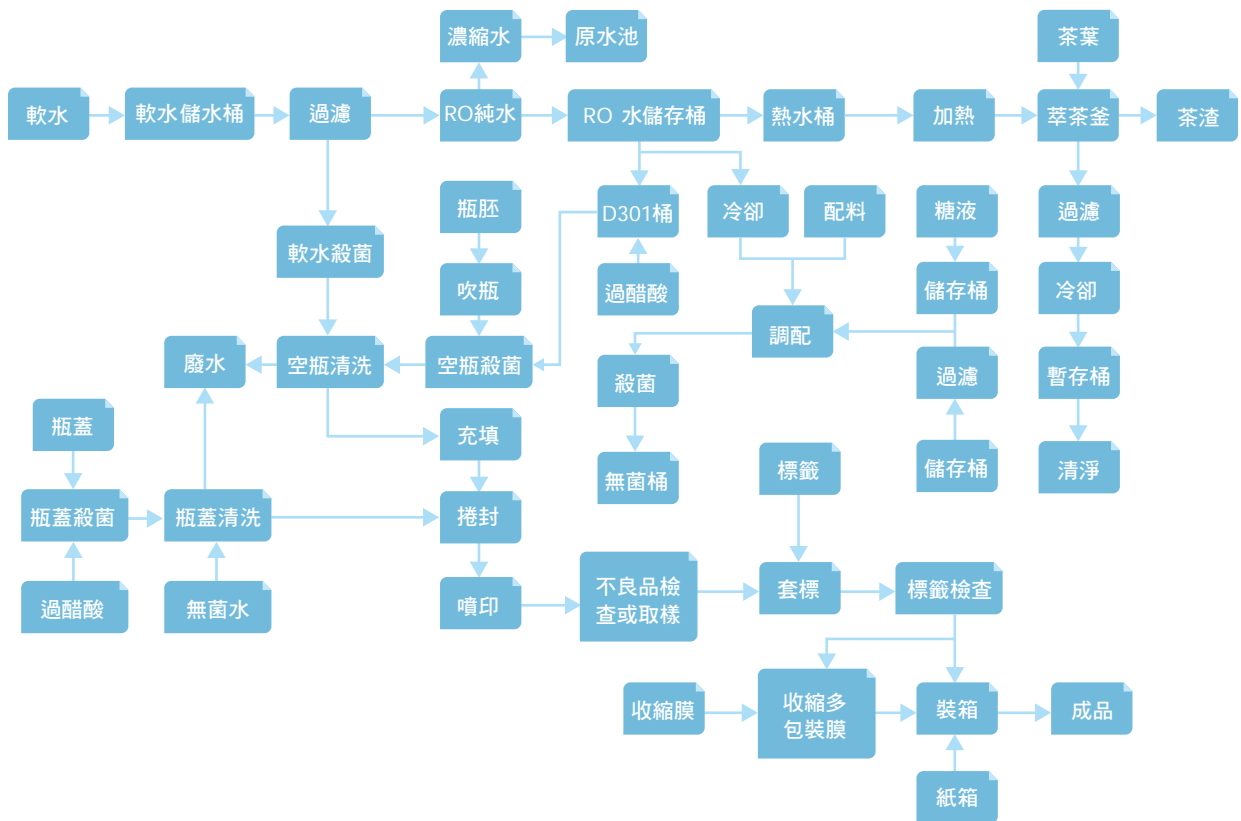 濃縮水
原水池
茶葉
軟水
軟水儲水桶
過濾
RO純水
RO 水儲存桶
熱水桶
加熱
萃茶釜
茶渣
瓶胚
D301桶
冷卻
配料
糖液
過濾
軟水殺菌
吹瓶
過醋酸
儲存桶
冷卻
調配
廢水
空瓶清洗
空瓶殺菌
殺菌
過濾
暫存桶
瓶蓋
充填
無菌桶
標籤
儲存桶
清淨
瓶蓋殺菌
瓶蓋清洗
捲封
過醋酸
無菌水
噴印
不良品檢
查或取樣
套標
標籤檢查
收縮膜
收縮多
包裝膜
裝箱
成品
紙箱